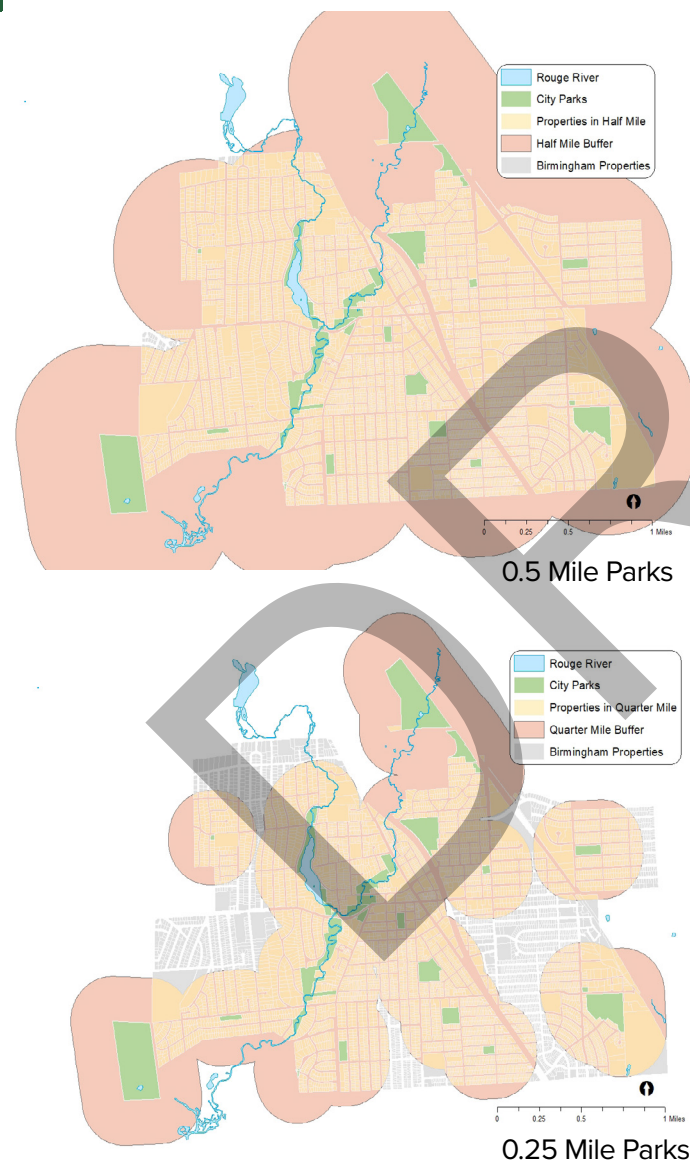 Rouge River
City Parks
Properties in Half Mile
Half Mile Buffer
Birmingham Properties
0 0.25 0.5 1 Miles
0.5 Mile Parks
Rouge River
City Parks
Properties in Quarter Mile
Quarter Mile Buffer
Birmingham Properties
0 0.25 0.5 1 Miles
0.25 Mile Parks